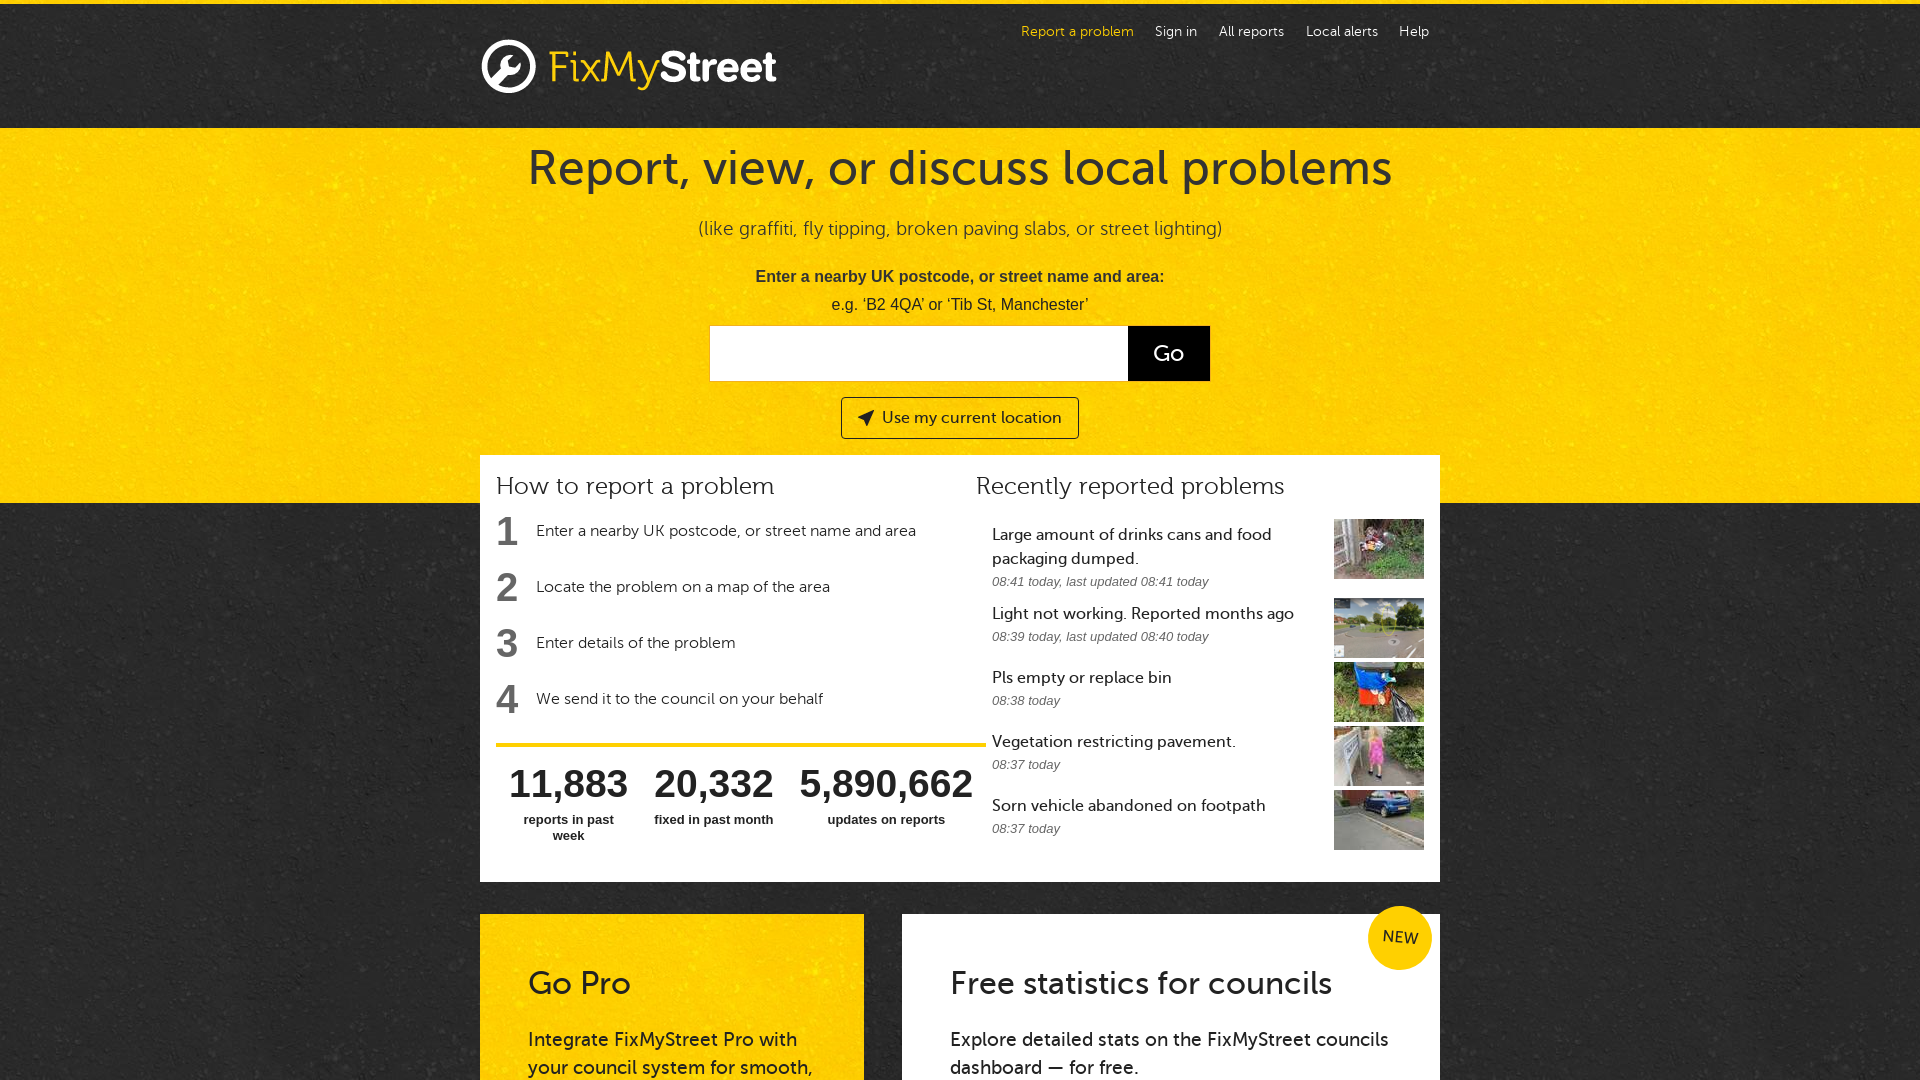 Report a problem
Sign in
All reports
Local alerts
Help
FixMyStreet
Report, view, or discuss local problems
(like graffiti, fly tipping, broken paving slabs, or street lighting)
Enter a nearby UK postcode, or street name and area:
e.g. ‘B2 4QA’ or ‘Tib St, Manchester’
Go
Use my current location
How to report a problem
1 Enter a nearby UK postcode, or street name and area
2 Locate the problem on a map of the area
3 Enter details of the problem
4 We send it to the council on your behalf
11,883
reports in past
week
20,332
fixed in past month
5,890,662
updates on reports
Recently reported problems
Large amount of drinks cans and food
packaging dumped.
08:41 today, last updated 08:41 today
Light not working. Reported months ago
08:39 today, last updated 08:40 today
Pls empty or replace bin
08:38 today
Vegetation restricting pavement.
08:37 today
Sorn vehicle abandoned on footpath
08:37 today
Go Pro
Integrate FixMyStreet Pro with
your council system for smooth,
NEW
Free statistics for councils
Explore detailed stats on the FixMyStreet councils
dashboard — for free.